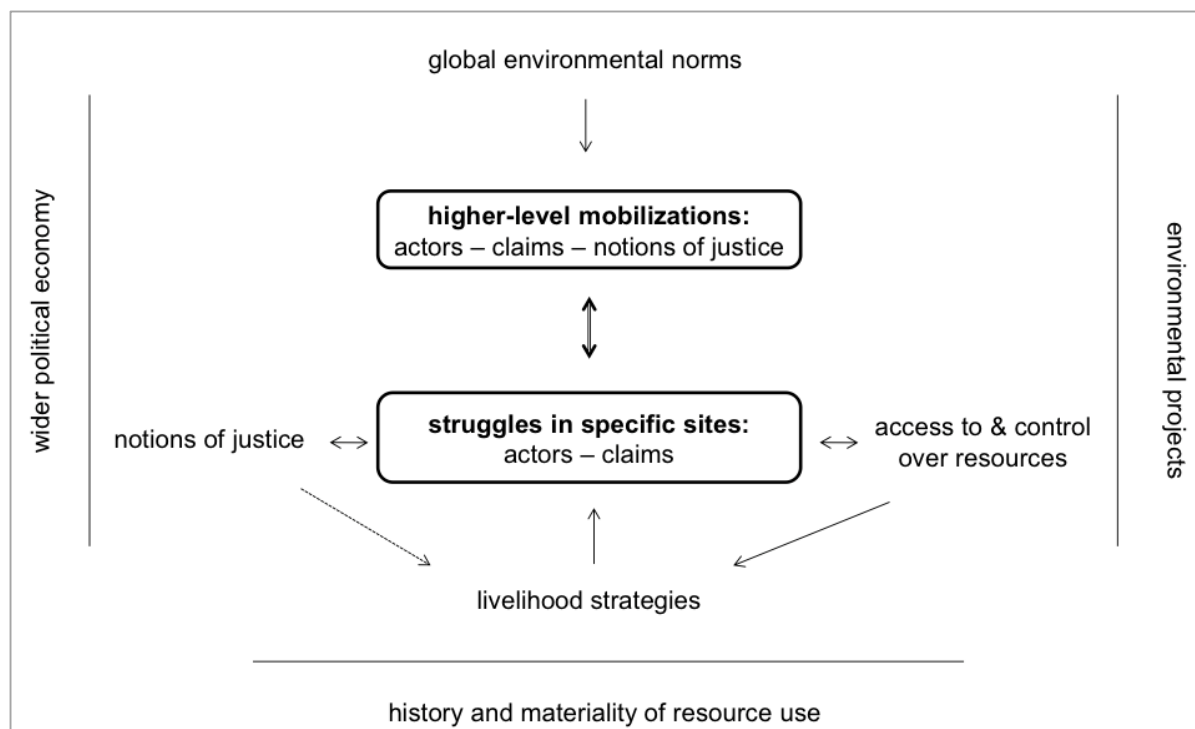 global environmental norms
wider political economy
environmental projects
higher-level mobilizations:
actors – claims – notions of justice
notions of justice
struggles in specific sites:
actors – claims
access to & control
over resources
livelihood strategies
history and materiality of resource use